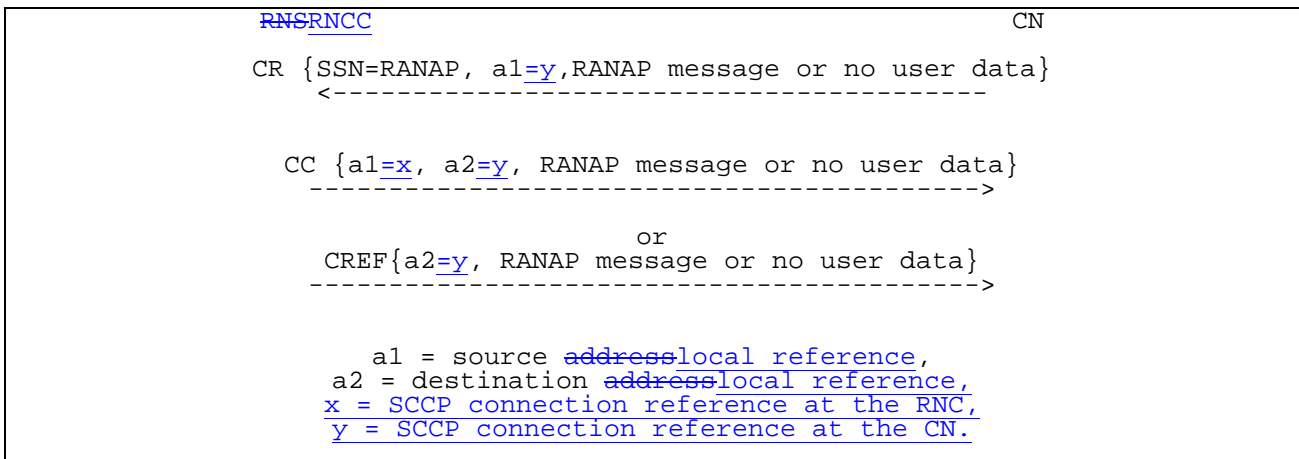 RNSRNCC CN
CR {SSN=RANAP, a1=y,RANAP message or no user data}
<-----------------------------------------
CC {a1=x, a2=y, RANAP message or no user data}
------------------------------------------>
or
CREF{a2=y, RANAP message or no user data}
------------------------------------------>
a1 = source addresslocal reference,
a2 = destination addresslocal reference,
x = SCCP connection reference at the RNC,
y = SCCP connection reference at the CN.